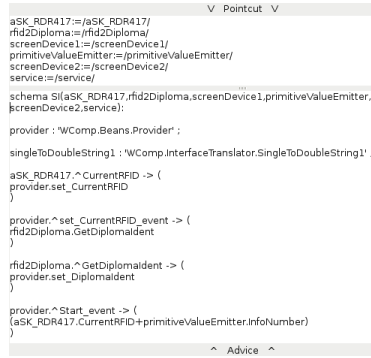 V Pointcut V
aSK_RDR417:=/aSK_RDR417/
rfid2Diploma:=/rfid2Diploma/
screenDevice1:=/screenDevice1/
primitiveValueEmitter:=/primitiveValueEmitter/
screenDevice2:=/screenDevice2/
service:=/service/
schema SI(aSK_RDR417,rfid2Diploma,screenDevice1,primitiveValueEmitter,
screenDevice2,service):
provider : 'WComp.Beans.Provider' ;
singleToDoubleString1 : 'WComp.InterfaceTranslator.SingleToDoubleString1' ;
aSK_RDR417.^CurrentRFID -> (
provider.set_CurrentRFID
)
provider.^set_CurrentRFID_event -> (
rfid2Diploma.GetDiplomaIdent
)
rfid2Diploma.^GetDiplomaIdent -> (
provider.set_DiplomaIdent
)
provider.^Start_event -> (
(aSK_RDR417.CurrentRFID+primitiveValueEmitter.InfoNumber)
)
^ Advice ^